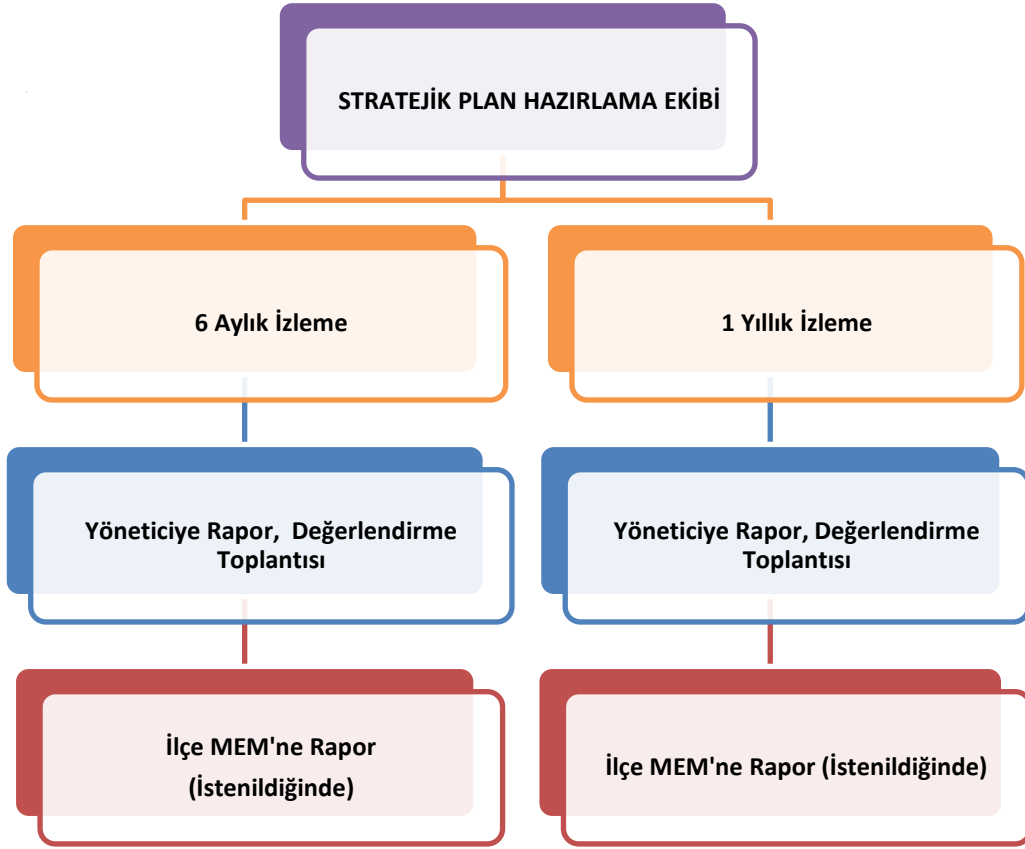 STRATEJİK PLAN HAZIRLAMA EKİBİ
6 Aylık İzleme
1 Yıllık İzleme
Yöneticiye Rapor, Değerlendirme
Toplantısı
Yöneticiye Rapor, Değerlendirme
Toplantısı
İlçe MEM'ne Rapor
(İstenildiğinde)
İlçe MEM'ne Rapor (İstenildiğinde)